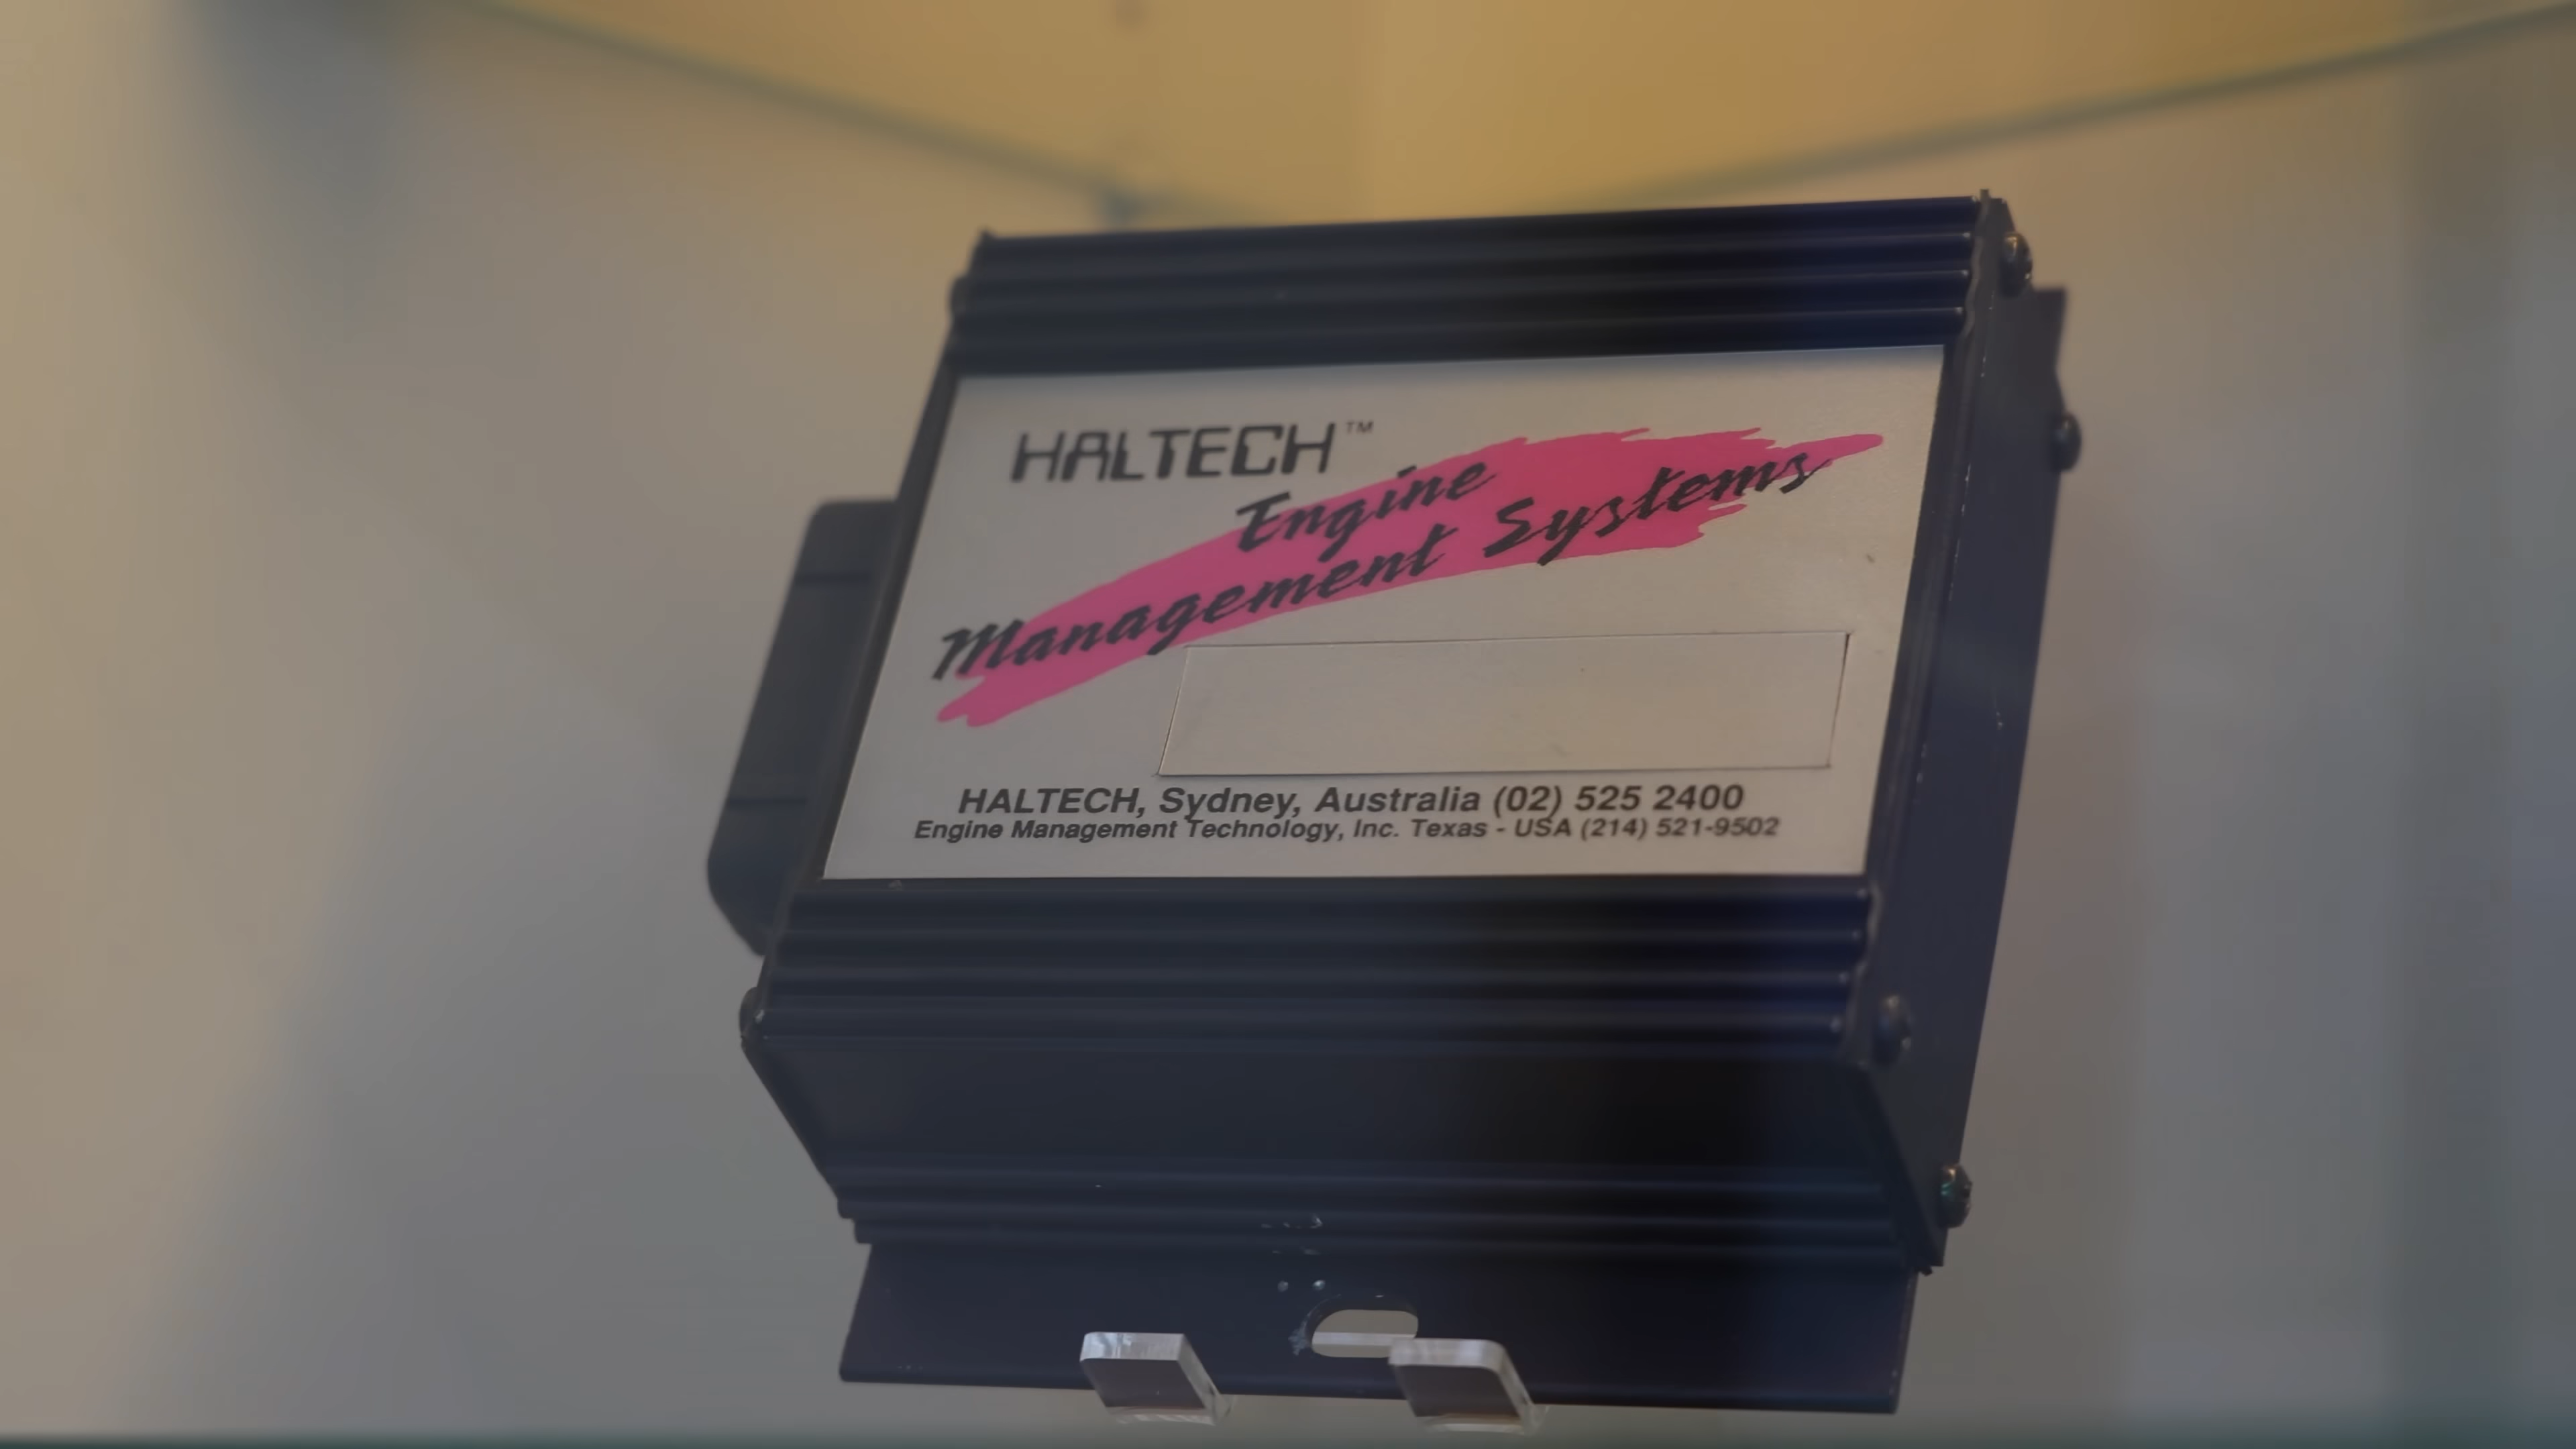 HALTECH™
Engine
Management Systems
HALTECH, Sydney, Australia (02) 525 2400
Engine Management Technology, Inc. Texas - USA (214) 521-9502